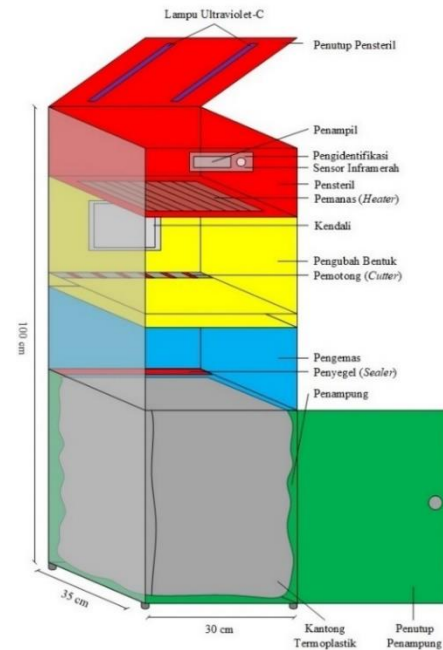 Lampu Ultraviolet-C
Penutup Pensteril
Penampil
Pengidentifikasi
Sensor Inframerah
Pensteril
Pemanas (Heater)
Kendali
Pengubah Bentuk
Pemotong (Cutter)
100 cm
Pengemas
Penyegel (Sealer)
Penampung
35 cm
30 cm
Kantong
Termoplastik
Penutup
Penampung